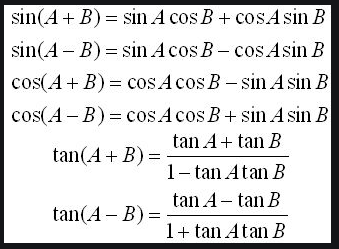 sin(A + B) = sin A cos B + cos A sin B
sin(A − B) = sin A cos B − cos A sin B
cos(A + B) = cos A cos B − sin A sin B
cos(A − B) = cos A cos B + sin A sin B
tan(A + B) = (tan A + tan B) / (1 − tan A tan B)
tan(A − B) = (tan A − tan B) / (1 + tan A tan B)